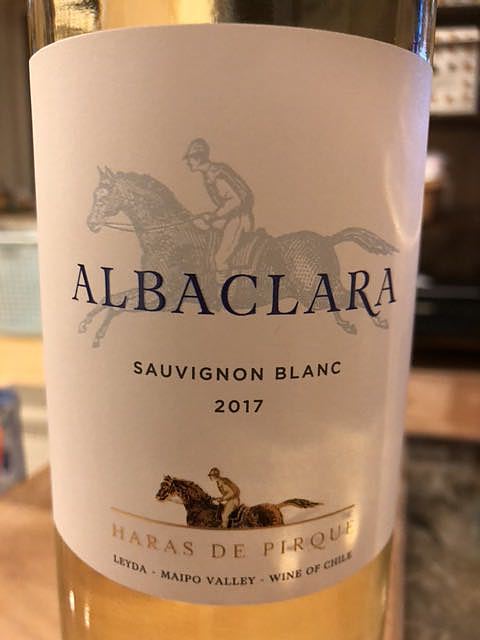 ALBACLARA
SAUVIGNON BLANC
2017
HARAS DE PIRQUE
LEYDA - MAIPO VALLEY - WINE OF CHILE